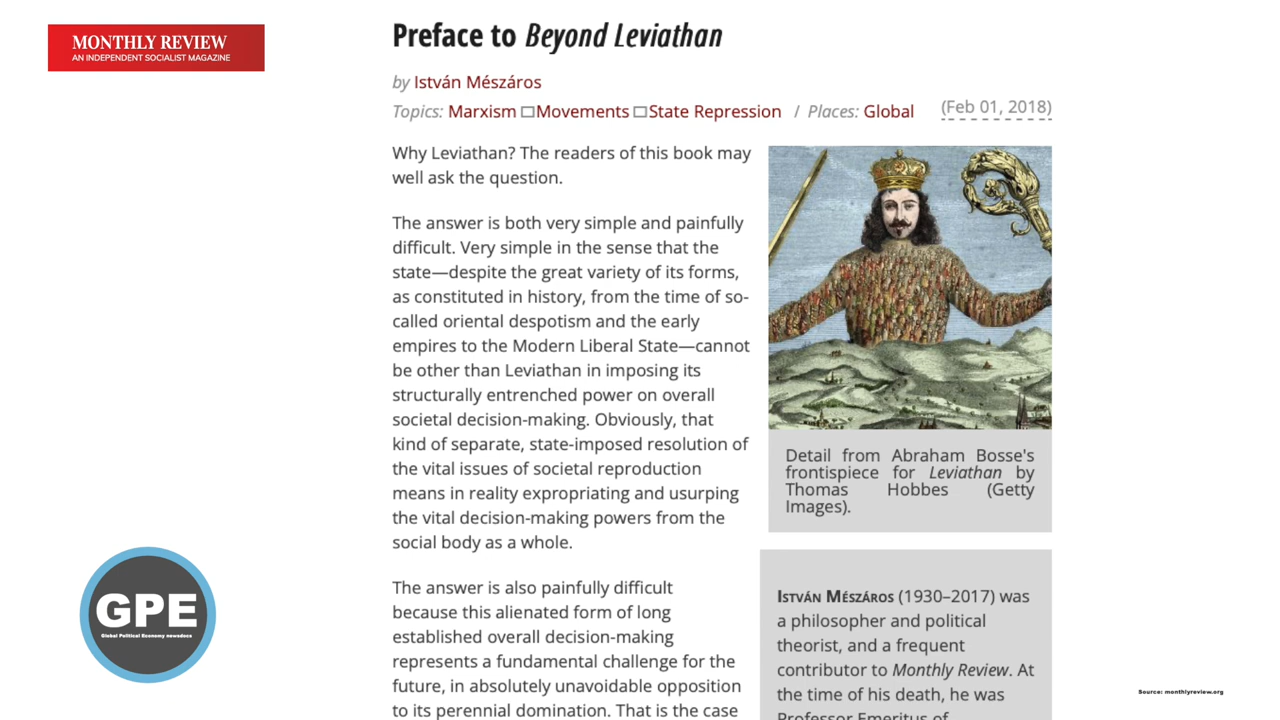 MONTHLY REVIEW
AN INDEPENDENT SOCIALIST MAGAZINE
Preface to Beyond Leviathan
by István Mészáros
Topics: Marxism □Movements □State Repression / Places: Global (Feb 01, 2018)
Why Leviathan? The readers of this book may
well ask the question.
The answer is both very simple and painfully
difficult. Very simple in the sense that the
state—despite the great variety of its forms,
as constituted in history, from the time of so-
called oriental despotism and the early
empires to the Modern Liberal State—cannot
be other than Leviathan in imposing its
structurally entrenched power on overall
societal decision-making. Obviously, that
kind of separate, state-imposed resolution of
the vital issues of societal reproduction
means in reality expropriating and usurping
the vital decision-making powers from the
social body as a whole.
The answer is also painfully difficult
because this alienated form of long
established overall decision-making
represents a fundamental challenge for the
future, in absolutely unavoidable opposition
to its perennial domination. That is the case
Detail from Abraham Bosse's
frontispiece for Leviathan by
Thomas Hobbes (Getty
Images).
István Mészáros (1930–2017) was
a philosopher and political
theorist, and a frequent
contributor to Monthly Review. At
the time of his death, he was
Professor Emeritus of
GPE
Global Political Economy newadocs
Source: monthlyreview.org